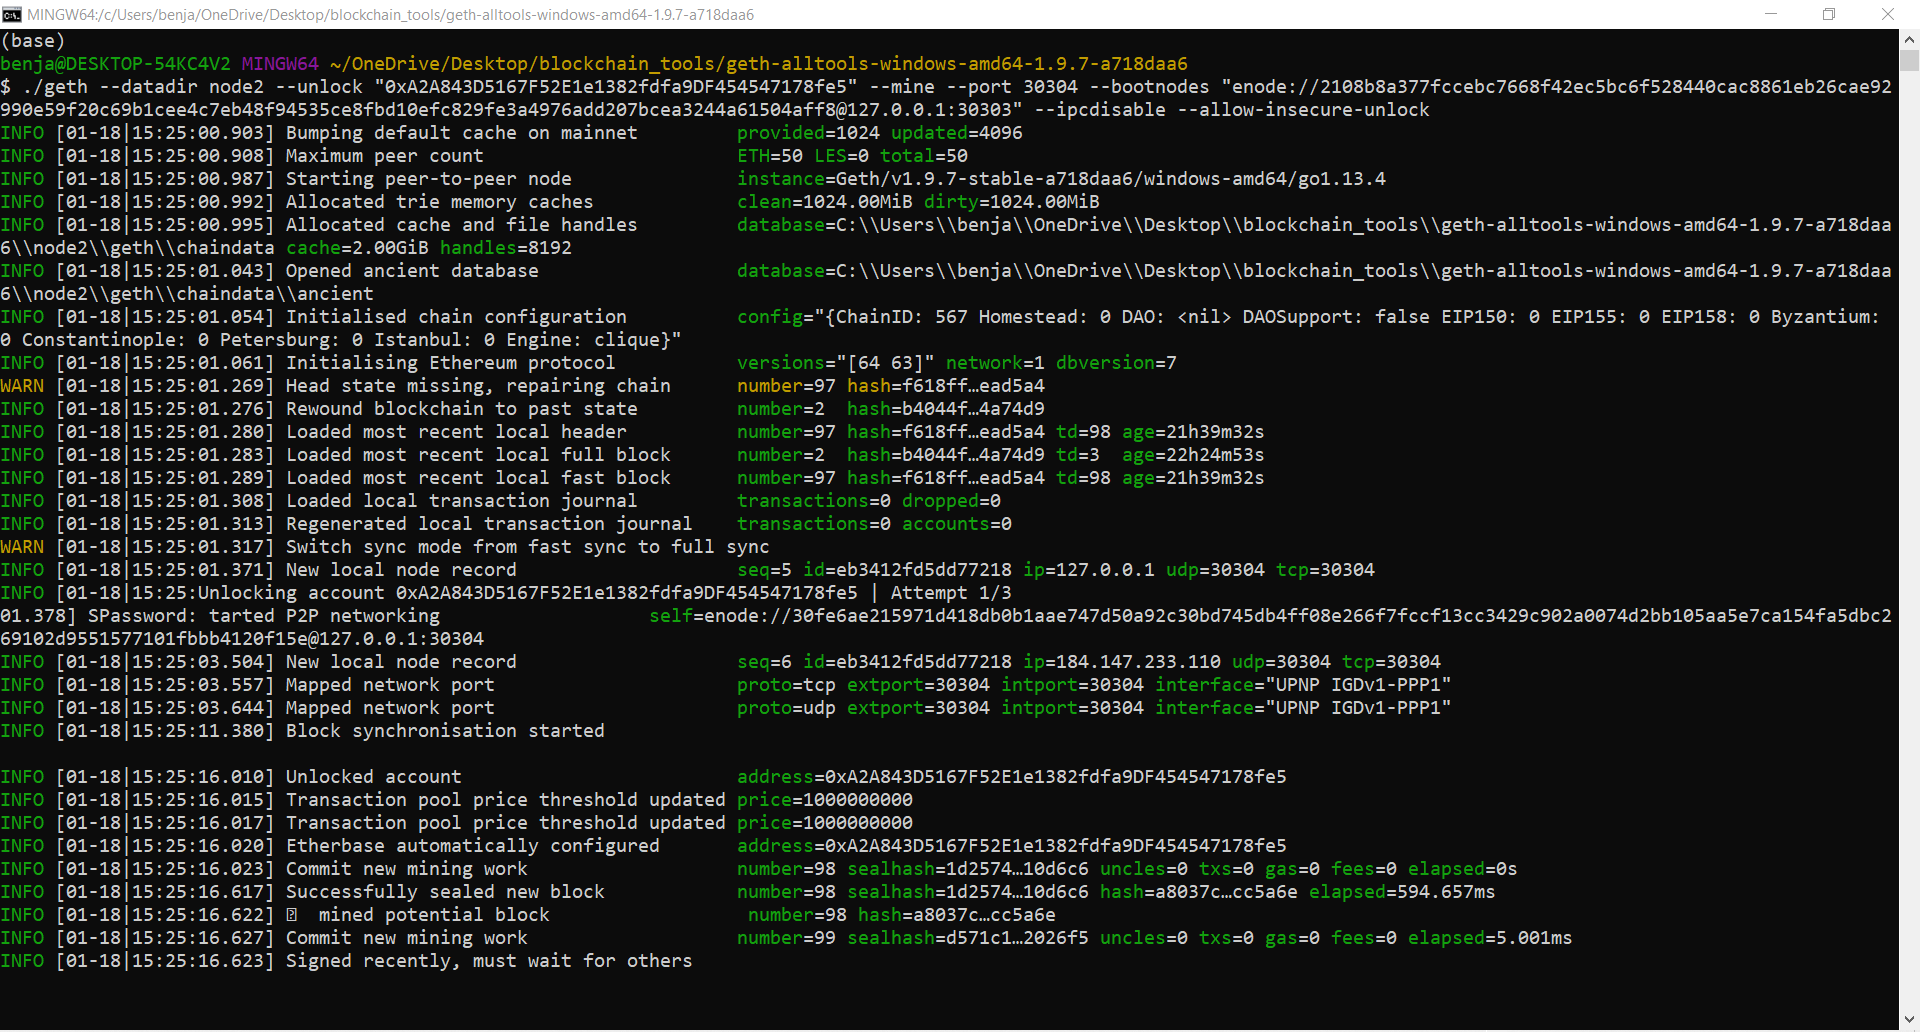 MINGW64:/c/Users/benja/OneDrive/Desktop/blockchain_tools/geth-alltools-windows-amd64-1.9.7-a718daa6
(base)
benja@DESKTOP-54KC4V2 MINGW64 ~/OneDrive/Desktop/blockchain_tools/geth-alltools-windows-amd64-1.9.7-a718daa6
$ ./geth --datadir node2 --unlock "0xA2A843D5167F52E1e1382fdfa9DF454547178fe5" --mine --port 30304 --bootnodes "enode://2108b8a377fccebc7668f42ec5bc6f528440cac8861eb26cae92
990e59f20c69b1cee4c7eb48f94535ce8fbd10efc829fe3a4976add207bcea3244a61504aff8@127.0.0.1:30303" --ipcdisable --allow-insecure-unlock
INFO [01-18|15:25:00.903] Bumping default cache on mainnet provided=1024 updated=4096
INFO [01-18|15:25:00.908] Maximum peer count ETH=50 LES=0 total=50
INFO [01-18|15:25:00.987] Starting peer-to-peer node instance=Geth/v1.9.7-stable-a718daa6/windows-amd64/go1.13.4
INFO [01-18|15:25:00.992] Allocated trie memory caches clean=1024.00MiB dirty=1024.00MiB
INFO [01-18|15:25:00.995] Allocated cache and file handles database=C:\\Users\\benja\\OneDrive\\Desktop\\blockchain_tools\\geth-alltools-windows-amd64-1.9.7-a718daa
6\\node2\\geth\\chaindata cache=2.00GiB handles=8192
INFO [01-18|15:25:01.043] Opened ancient database database=C:\\Users\\benja\\OneDrive\\Desktop\\blockchain_tools\\geth-alltools-windows-amd64-1.9.7-a718daa
6\\node2\\geth\\chaindata\\ancient
INFO [01-18|15:25:01.054] Initialised chain configuration config="{ChainID: 567 Homestead: 0 DAO: <nil> DAOSupport: false EIP150: 0 EIP155: 0 EIP158: 0 Byzantium:
0 Constantinople: 0 Petersburg: 0 Istanbul: 0 Engine: clique}"
INFO [01-18|15:25:01.061] Initialising Ethereum protocol versions="[64 63]" network=1 dbversion=7
WARN [01-18|15:25:01.269] Head state missing, repairing chain number=97 hash=f618ff…ead5a4
INFO [01-18|15:25:01.276] Rewound blockchain to past state number=2 hash=b4044f…4a74d9
INFO [01-18|15:25:01.280] Loaded most recent local header number=97 hash=f618ff…ead5a4 td=98 age=21h39m32s
INFO [01-18|15:25:01.283] Loaded most recent local full block number=2 hash=b4044f…4a74d9 td=3 age=22h24m53s
INFO [01-18|15:25:01.289] Loaded most recent local fast block number=97 hash=f618ff…ead5a4 td=98 age=21h39m32s
INFO [01-18|15:25:01.308] Loaded local transaction journal transactions=0 dropped=0
INFO [01-18|15:25:01.313] Regenerated local transaction journal transactions=0 accounts=0
WARN [01-18|15:25:01.317] Switch sync mode from fast sync to full sync
INFO [01-18|15:25:01.371] New local node record seq=5 id=eb3412fd5dd77218 ip=127.0.0.1 udp=30304 tcp=30304
INFO [01-18|15:25:Unlocking account 0xA2A843D5167F52E1e1382fdfa9DF454547178fe5 | Attempt 1/3
01.378] SPassword: tarted P2P networking self=enode://30fe6ae215971d418db0b1aae747d50a92c30bd745db4ff08e266f7fccf13cc3429c902a0074d2bb105aa5e7ca154fa5dbc2
69102d9551577101fbbb4120f15e@127.0.0.1:30304
INFO [01-18|15:25:03.504] New local node record seq=6 id=eb3412fd5dd77218 ip=184.147.233.110 udp=30304 tcp=30304
INFO [01-18|15:25:03.557] Mapped network port proto=tcp extport=30304 intport=30304 interface="UPNP IGDv1-PPP1"
INFO [01-18|15:25:03.644] Mapped network port proto=udp extport=30304 intport=30304 interface="UPNP IGDv1-PPP1"
INFO [01-18|15:25:11.380] Block synchronisation started
INFO [01-18|15:25:16.010] Unlocked account address=0xA2A843D5167F52E1e1382fdfa9DF454547178fe5
INFO [01-18|15:25:16.015] Transaction pool price threshold updated price=1000000000
INFO [01-18|15:25:16.017] Transaction pool price threshold updated price=1000000000
INFO [01-18|15:25:16.020] Etherbase automatically configured address=0xA2A843D5167F52E1e1382fdfa9DF454547178fe5
INFO [01-18|15:25:16.023] Commit new mining work number=98 sealhash=1d2574…10d6c6 uncles=0 txs=0 gas=0 fees=0 elapsed=0s
INFO [01-18|15:25:16.617] Successfully sealed new block number=98 sealhash=1d2574…10d6c6 hash=a8037c…cc5a6e elapsed=594.657ms
INFO [01-18|15:25:16.622] mined potential block number=98 hash=a8037c…cc5a6e
INFO [01-18|15:25:16.627] Commit new mining work number=99 sealhash=d571c1…2026f5 uncles=0 txs=0 gas=0 fees=0 elapsed=5.001ms
INFO [01-18|15:25:16.623] Signed recently, must wait for others